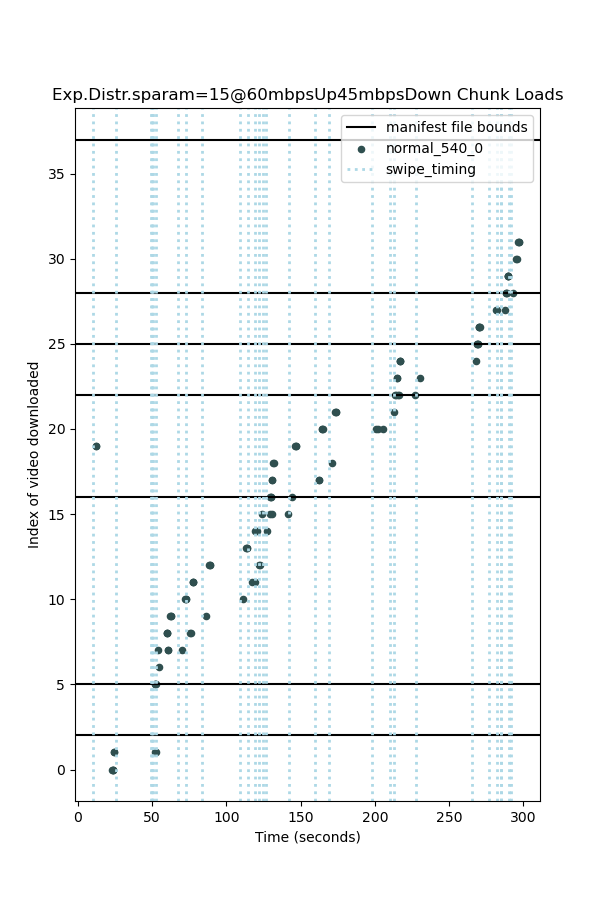 Exp.Distr.sparam=15@60mbpsUp45mbpsDown Chunk Loads
manifest file bounds
normal_540_0
swipe_timing
35
30
25
20
15
10
5
0
Index of video downloaded
0 50 100 150 200 250 300
Time (seconds)